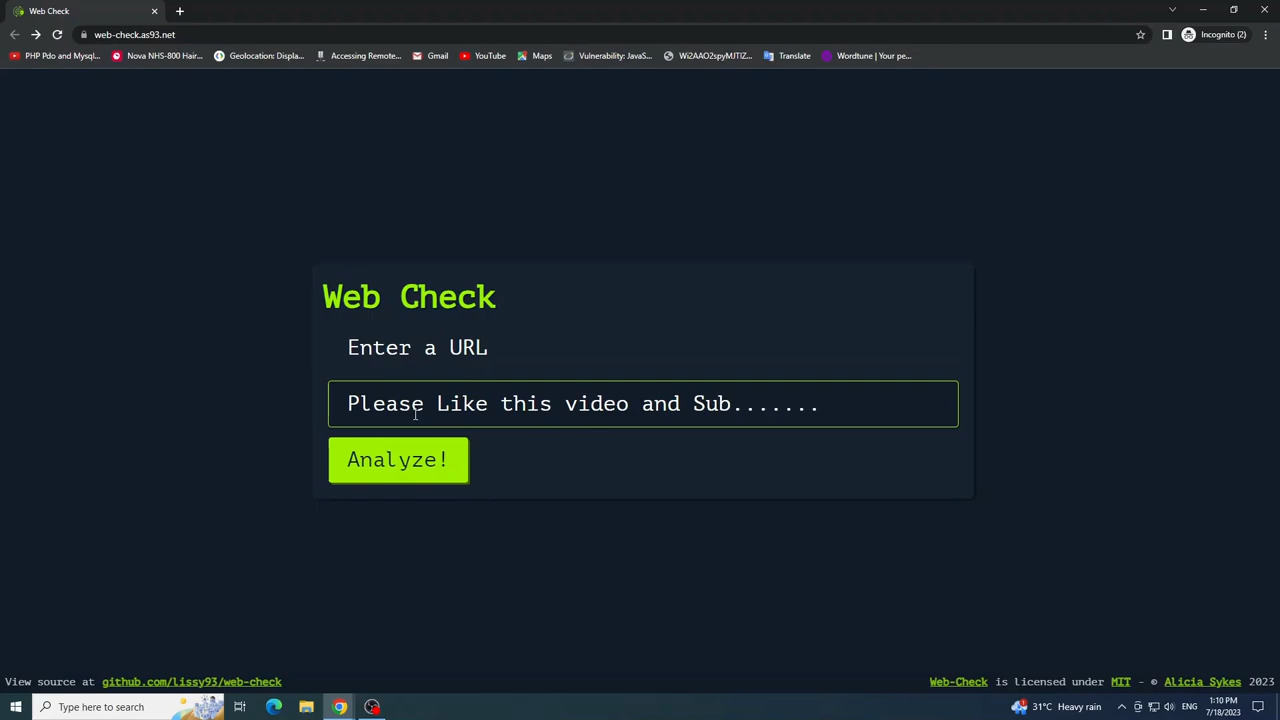 Web Check
web-check.as93.net
Incognito (2)
PHP Pdo and Mysql...
Nova NHS-800 Hair...
Geolocation: Displa...
Accessing Remote...
Gmail
YouTube
Maps
Vulnerability: JavaS...
Translate
Wordtune | Your pe...
Web Check
Enter a URL
Please Like this video and Sub.......
Analyze!
View source at github.com/lissy93/web-check
Web-Check is licensed under MIT - © Alicia Sykes 2023
Type here to search
31°C Heavy rain
ENG
1:10 PM
7/18/2023